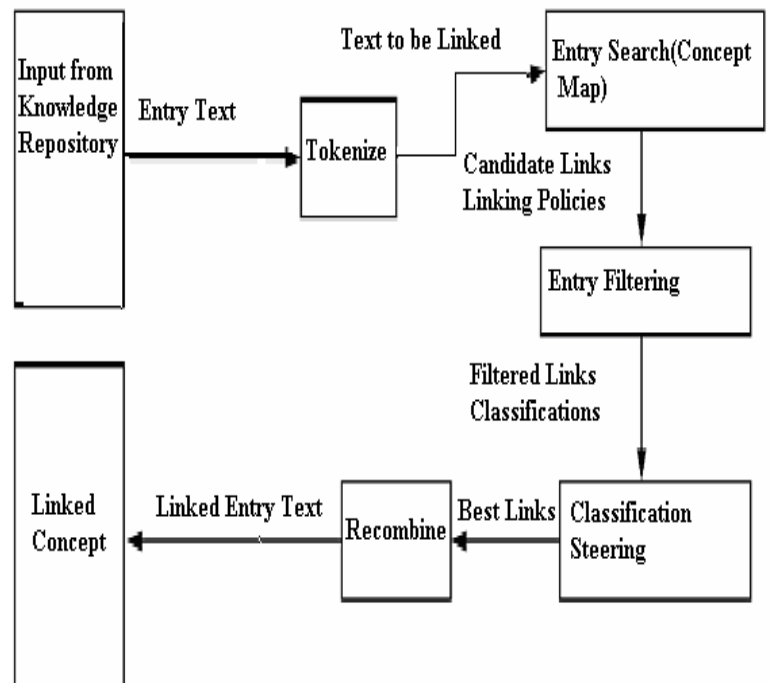 Input from
Knowledge
Repository
Entry Text
Tokenize
Text to be Linked
Entry Search(Concept
Map)
Candidate Links
Linking Policies
Entry Filtering
Filtered Links
Classifications
Classification
Steering
Best Links
Recombine
Linked Entry Text
Linked
Concept